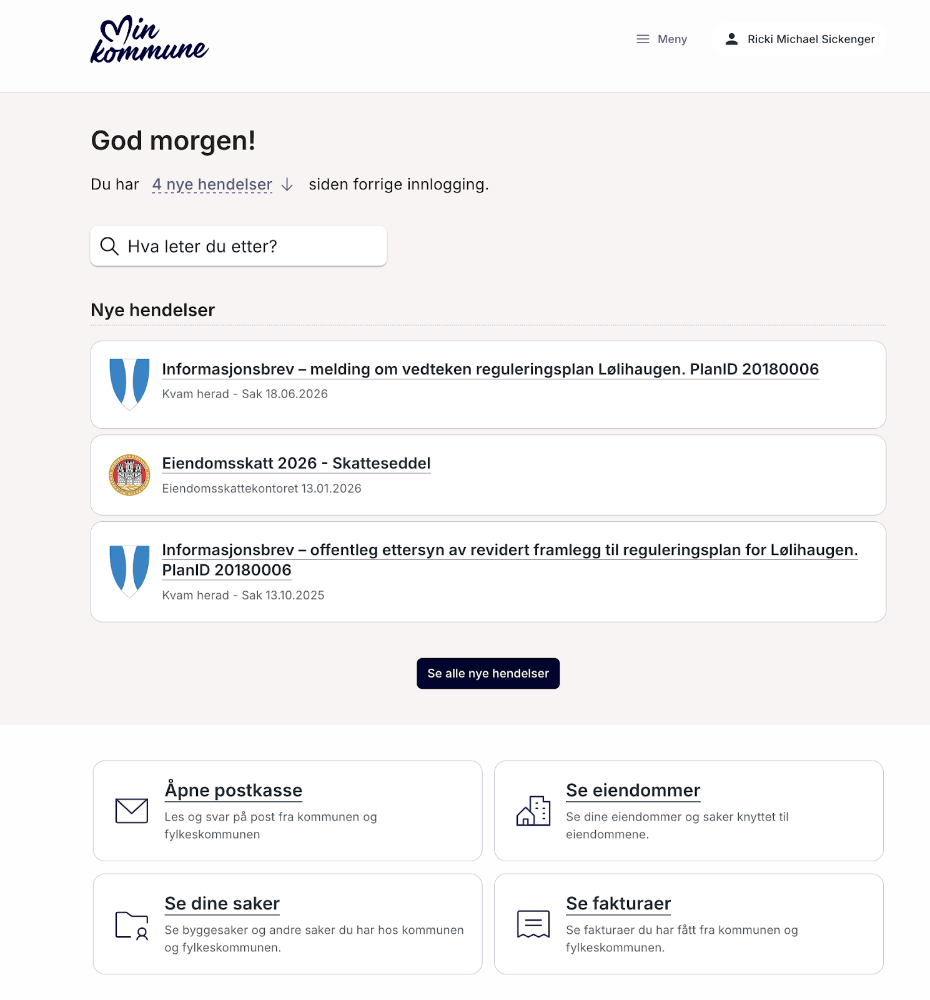 Min
kommune
Meny
Ricki Michael Sickenger
God morgen!
Du har 4 nye hendelser ↓ siden forrige innlogging.
Hva leter du etter?
Nye hendelser
Informasjonsbrev – melding om vedteken reguleringsplan Lølihaugen. PlanID 20180006
Kvam herad - Sak 18.06.2026
Eiendomsskatt 2026 - Skatteseddel
Eiendomsskattekontoret 13.01.2026
Informasjonsbrev – offentleg ettersyn av revidert framlegg til reguleringsplan for Lølihaugen.
PlanID 20180006
Kvam herad - Sak 13.10.2025
Se alle nye hendelser
Åpne postkasse
Les og svar på post fra kommunen og
fylkeskommunen
Se eiendommer
Se dine eiendommer og saker knyttet til
eiendommene.
Se dine saker
Se byggesaker og andre saker du har hos kommunen
og fylkeskommunen.
Se fakturaer
Se fakturaer du har fått fra kommunen og
fylkeskommunen.